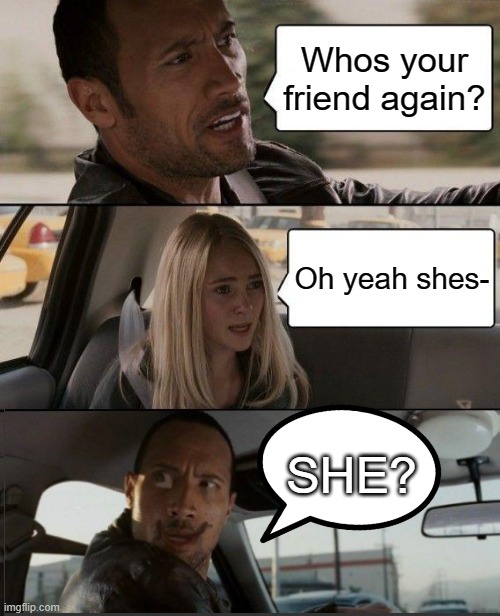 Whos your
friend again?
Oh yeah shes-
SHE?
imgflip.com